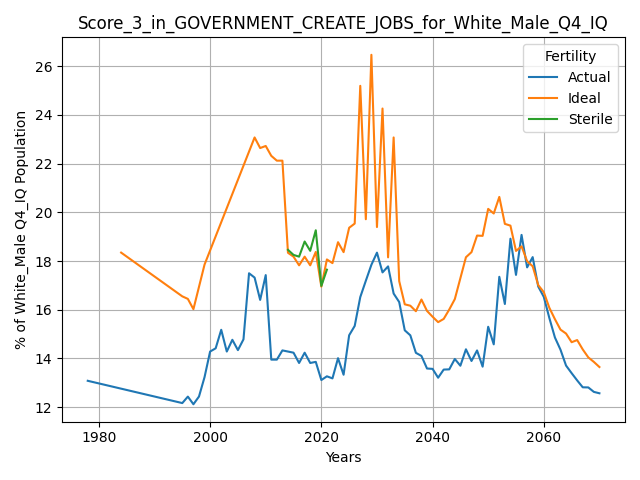 Score_3_in_GOVERNMENT_CREATE_JOBS_for_White_Male_Q4_IQ
Fertility
Actual
Ideal
Sterile
% of White_Male Q4_IQ Population
26
24
22
20
18
16
14
12
1980
2000
2020
2040
2060
Years